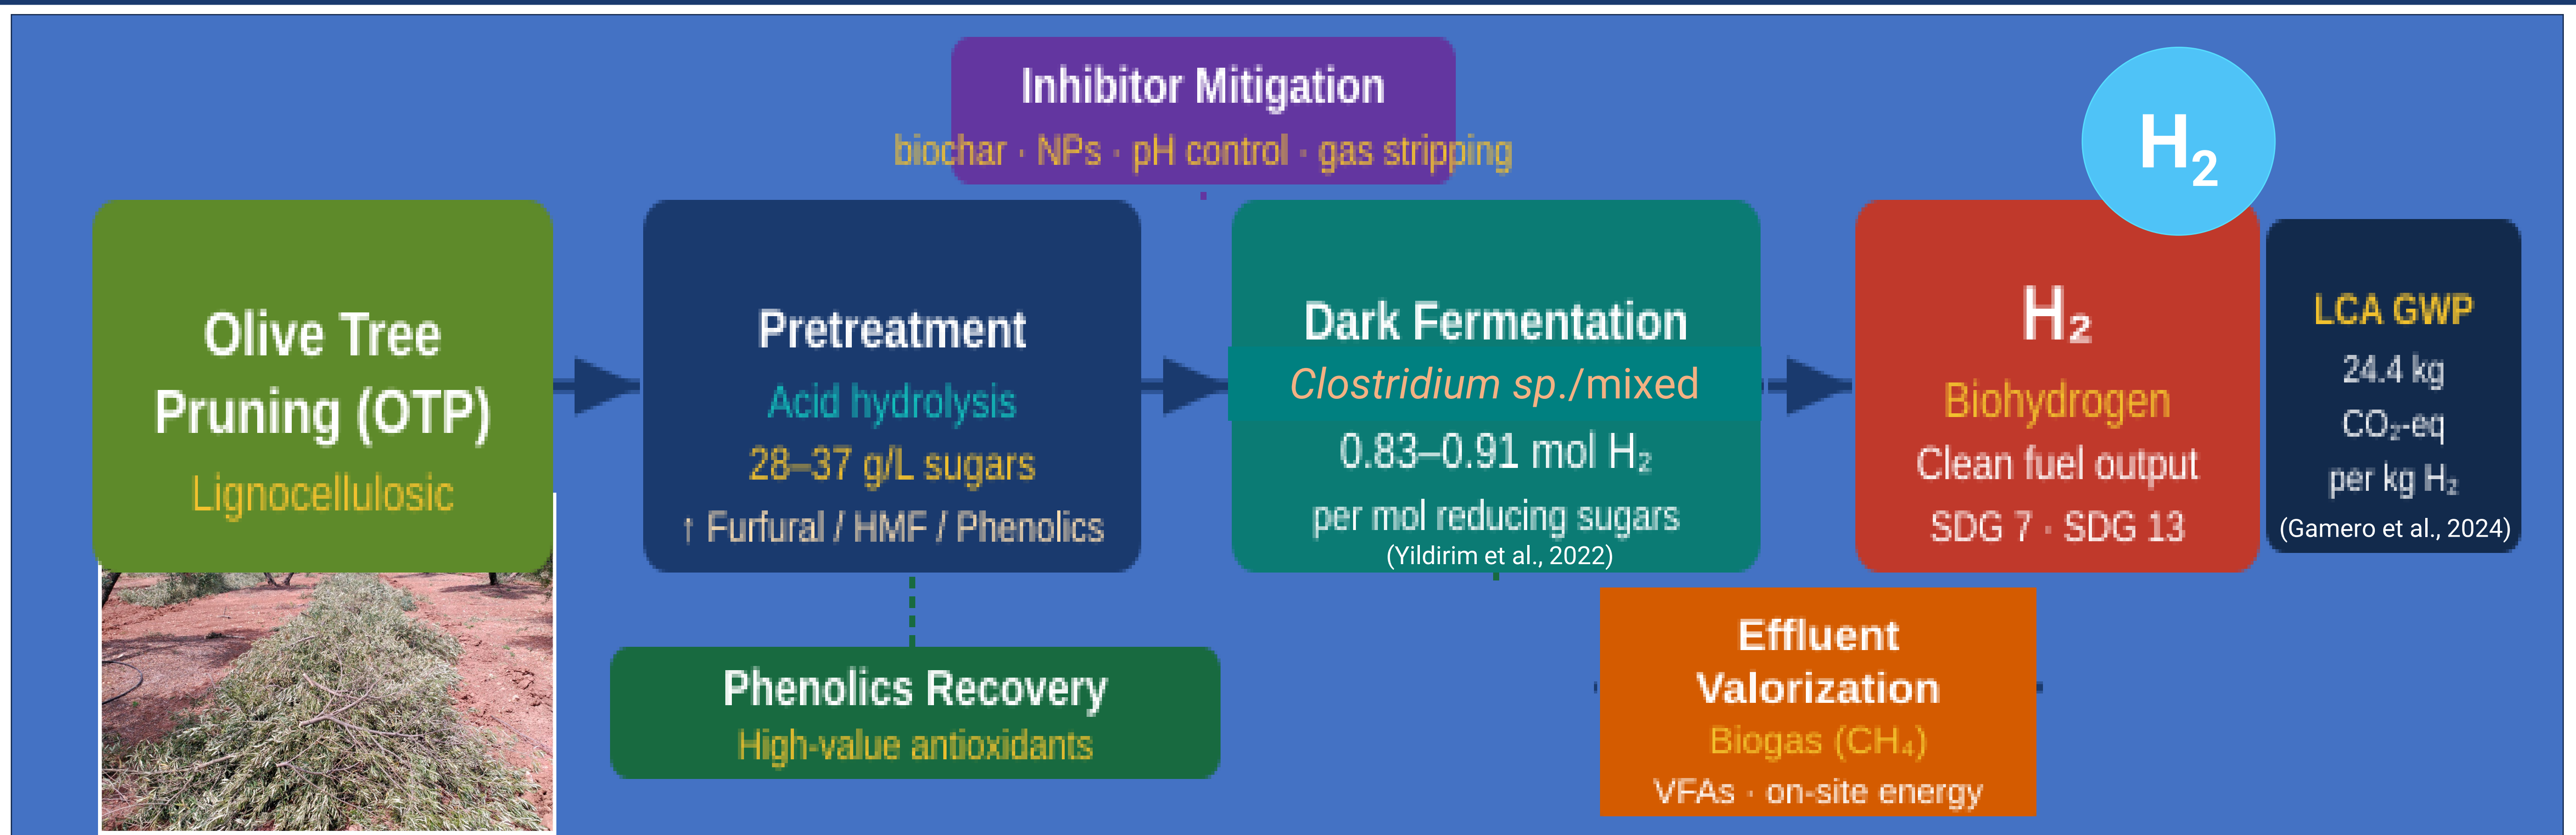 Inhibitor Mitigation
biochar · NPs · pH control · gas stripping
H₂
Olive Tree
Pruning (OTP)
Lignocellulosic
Pretreatment
Acid hydrolysis
28–37 g/L sugars
↑ Furfural / HMF / Phenolics
Dark Fermentation
Clostridium sp./mixed
0.83–0.91 mol H₂
per mol reducing sugars
(Yildirim et al., 2022)
H₂
Biohydrogen
Clean fuel output
SDG 7 · SDG 13
LCA GWP
24.4 kg
CO₂-eq
per kg H₂
(Gamero et al., 2024)
Phenolics Recovery
High-value antioxidants
Effluent
Valorization
Biogas (CH₄)
VFAs · on-site energy